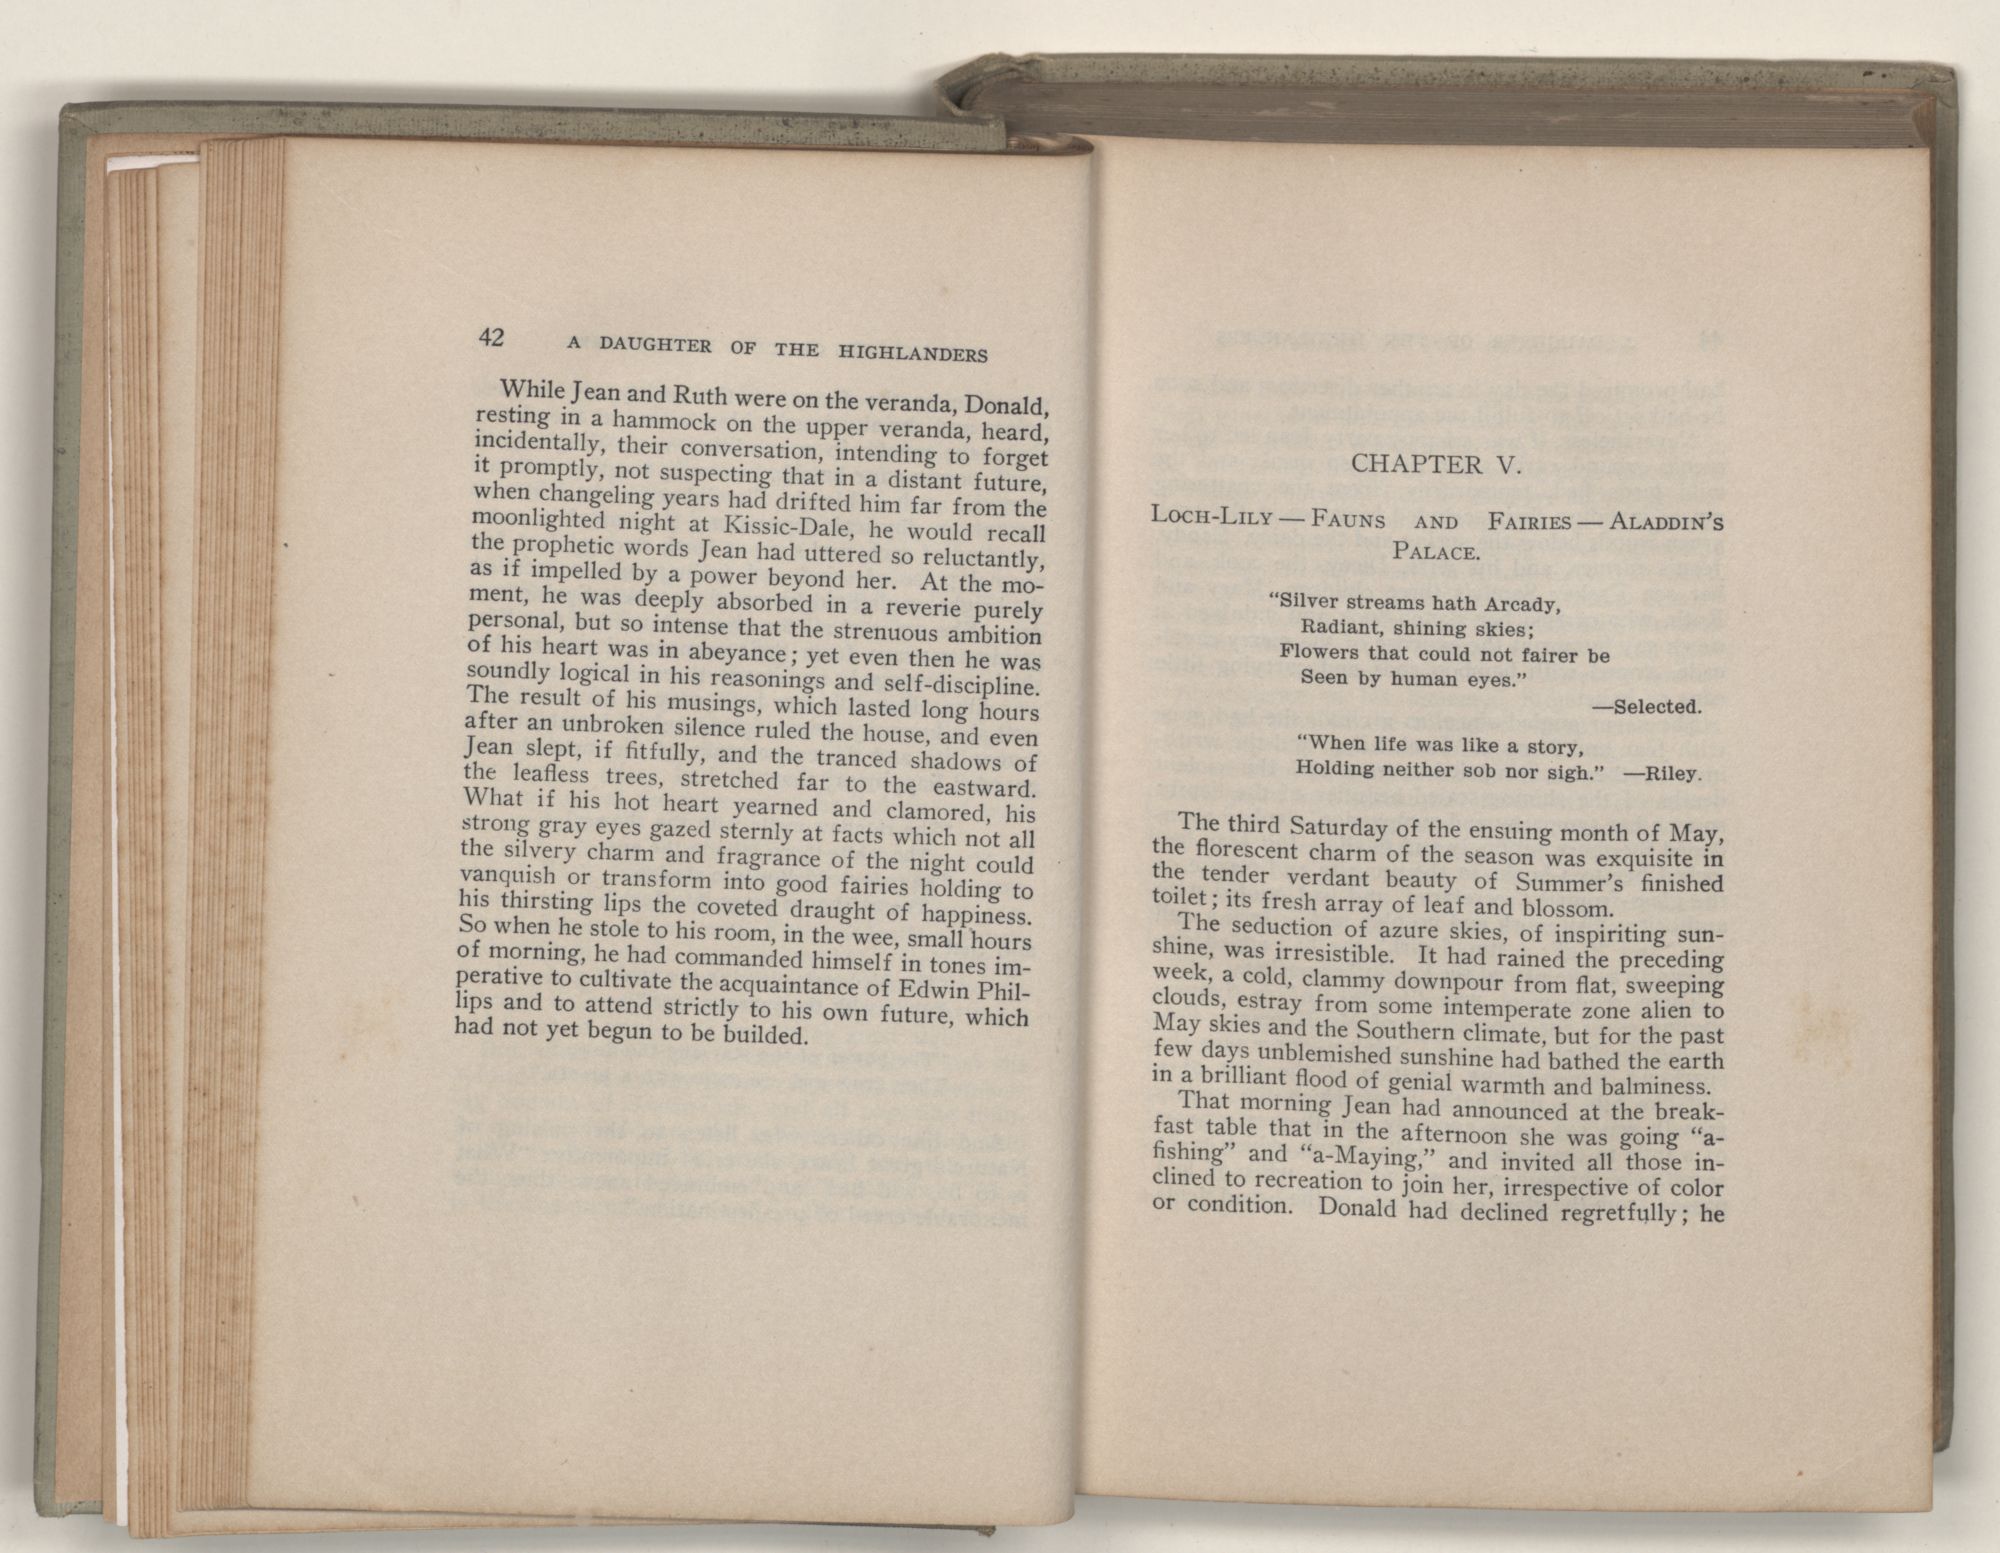 42 A DAUGHTER OF THE HIGHLANDERS
While Jean and Ruth were on the veranda, Donald,
resting in a hammock on the upper veranda, heard,
incidentally, their conversation, intending to forget
it promptly, not suspecting that in a distant future,
when changeling years had drifted him far from the
moonlighted night at Kissic-Dale, he would recall
the prophetic words Jean had uttered so reluctantly,
as if impelled by a power beyond her. At the mo-
ment, he was deeply absorbed in a reverie purely
personal, but so intense that the strenuous ambition
of his heart was in abeyance; yet even then he was
soundly logical in his reasonings and self-discipline.
The result of his musings, which lasted long hours
after an unbroken silence ruled the house, and even
Jean slept, if fitfully, and the tranced shadows of
the leafless trees, stretched far to the eastward.
What if his hot heart yearned and clamored, his
strong gray eyes gazed sternly at facts which not all
the silvery charm and fragrance of the night could
vanquish or transform into good fairies holding to
his thirsting lips the coveted draught of happiness.
So when he stole to his room, in the wee, small hours
of morning, he had commanded himself in tones im-
perative to cultivate the acquaintance of Edwin Phil-
lips and to attend strictly to his own future, which
had not yet begun to be builded.
CHAPTER V.
LOCH-LILY — FAUNS AND FAIRIES — ALADDIN'S
PALACE.
"Silver streams hath Arcady,
Radiant, shining skies;
Flowers that could not fairer be
Seen by human eyes."
—Selected.
"When life was like a story,
Holding neither sob nor sigh." —Riley.
The third Saturday of the ensuing month of May,
the florescent charm of the season was exquisite in
the tender verdant beauty of Summer's finished
toilet; its fresh array of leaf and blossom.
The seduction of azure skies, of inspiriting sun-
shine, was irresistible. It had rained the preceding
week, a cold, clammy downpour from flat, sweeping
clouds, estray from some intemperate zone alien to
May skies and the Southern climate, but for the past
few days unblemished sunshine had bathed the earth
in a brilliant flood of genial warmth and balminess.
That morning Jean had announced at the break-
fast table that in the afternoon she was going "a-
fishing" and "a-Maying," and invited all those in-
clined to recreation to join her, irrespective of color
or condition. Donald had declined regretfully; he